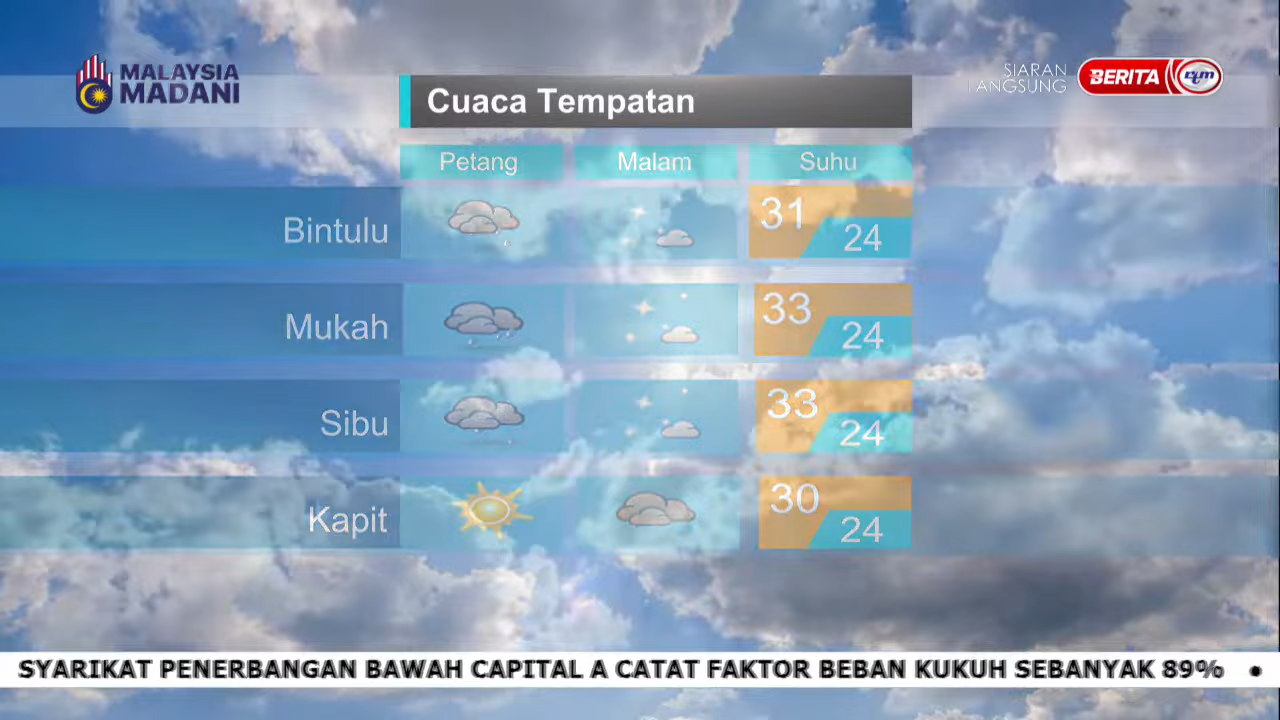 MALAYSIA
MADANI
SIARAN
LANGSUNG
BERITA
Cuaca Tempatan
Petang Malam Suhu
Bintulu 31 24
Mukah 33 24
Sibu 33 24
Kapit 30 24
SYARIKAT PENERBANGAN BAWAH CAPITAL A CATAT FAKTOR BEBAN KUKUH SEBANYAK 89% •